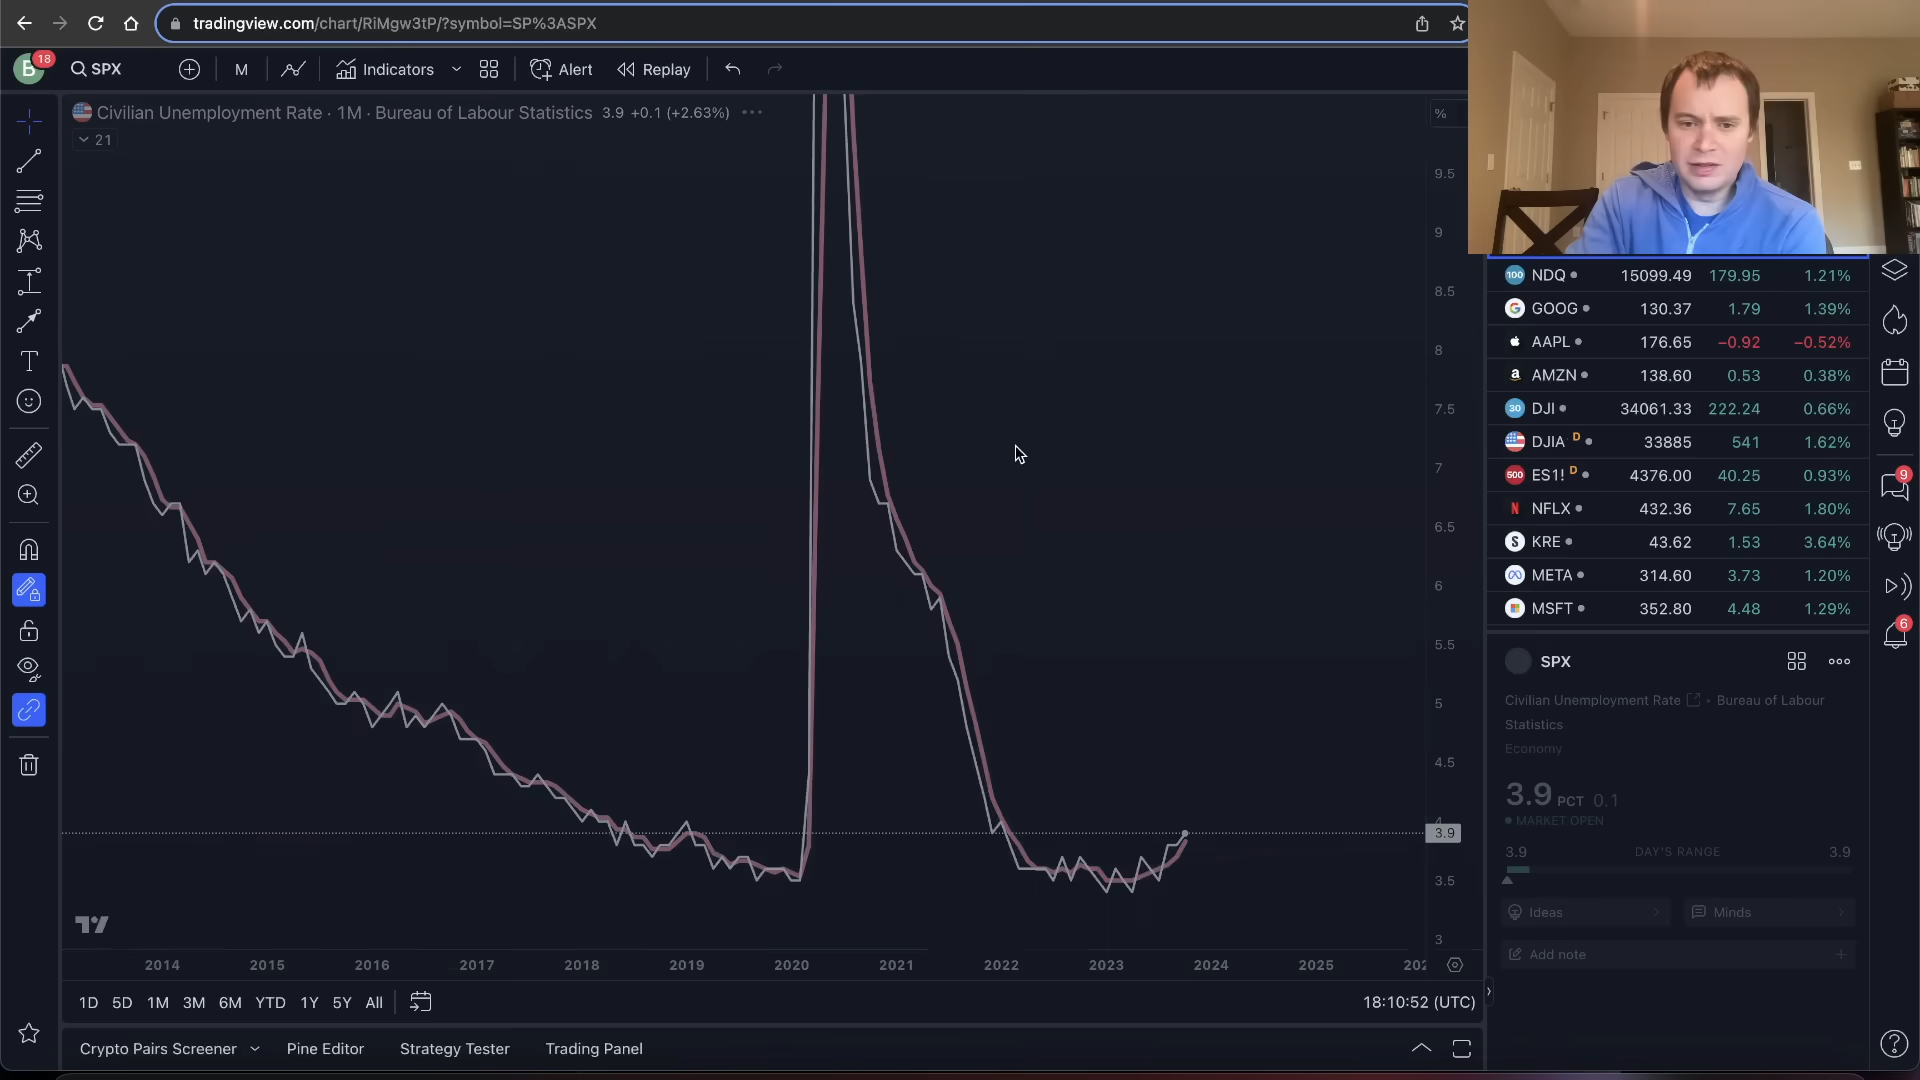 tradingview.com/chart/RiMgw3tP/?symbol=SP%3ASPX
B 18 SPX M Indicators Alert Replay
Civilian Unemployment Rate · 1M · Bureau of Labour Statistics 3.9 +0.1 (+2.63%)
21
%
9.5
9
8.5
8
7.5
7
6.5
6
5.5
5
4.5
4
3.9
3.5
3
2014 2015 2016 2017 2018 2019 2020 2021 2022 2023 2024 2025 202
1D 5D 1M 3M 6M YTD 1Y 5Y All 18:10:52 (UTC)
Crypto Pairs Screener Pine Editor Strategy Tester Trading Panel
100 NDQ 15099.49 179.95 1.21%
G GOOG 130.37 1.79 1.39%
AAPL 176.65 −0.92 −0.52%
a AMZN 138.60 0.53 0.38%
30 DJI 34061.33 222.24 0.66%
DJIA D 33885 541 1.62%
500 ES1! D 4376.00 40.25 0.93%
N NFLX 432.36 7.65 1.80%
S KRE 43.62 1.53 3.64%
META 314.60 3.73 1.20%
MSFT 352.80 4.48 1.29%
SPX
Civilian Unemployment Rate • Bureau of Labour
Statistics
Economy
3.9 PCT 0.1
MARKET OPEN
3.9 DAY'S RANGE 3.9
Ideas Minds
Add note
9
6